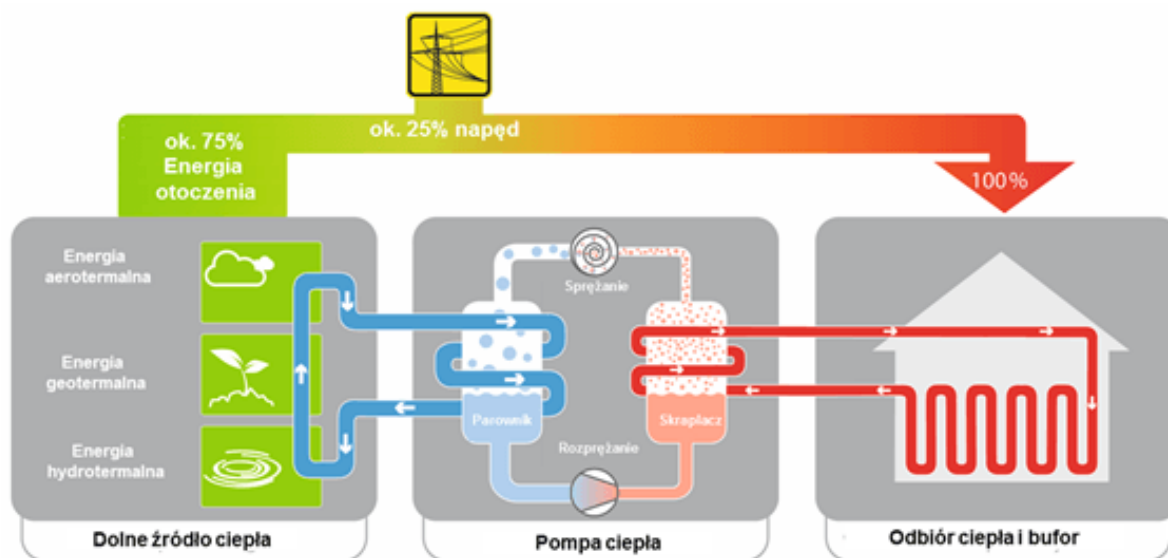 ok. 75%
Energia
otoczenia
ok. 25% napęd
100%
Energia
aerotermalna
Energia
geotermalna
Energia
hydrotermalna
Sprężanie
Parownik
Skraplacz
Rozprężanie
Dolne źródło ciepła
Pompa ciepła
Odbiór ciepła i bufor